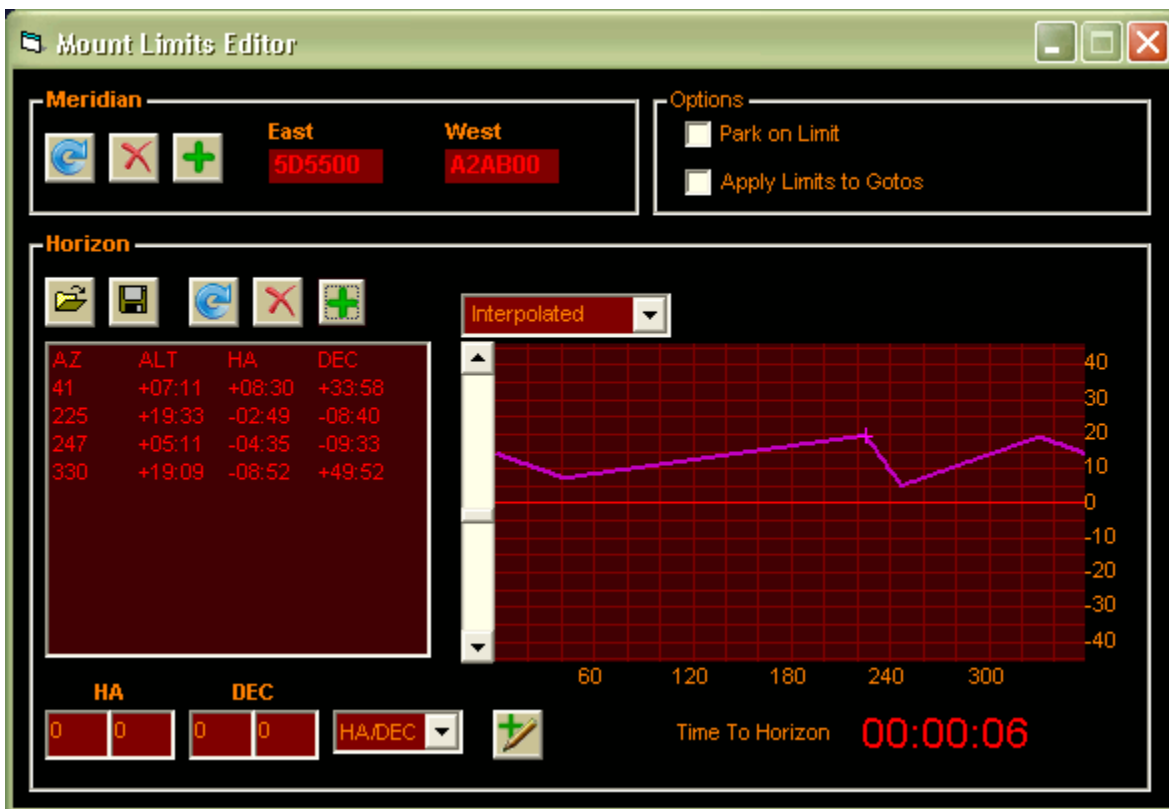 Mount Limits Editor
Meridian
East West
5D5500 A2AB00
Options
Park on Limit
Apply Limits to Gotos
Horizon
Interpolated
AZ ALT HA DEC
41 +07:11 +08:30 +33:58
225 +19:33 -02:49 -08:40
247 +05:11 -04:35 -09:33
330 +19:09 -08:52 +49:52
40
30
20
10
0
-10
-20
-30
-40
60 120 180 240 300
HA DEC
0 0 0 0 HA/DEC
Time To Horizon 00:00:06